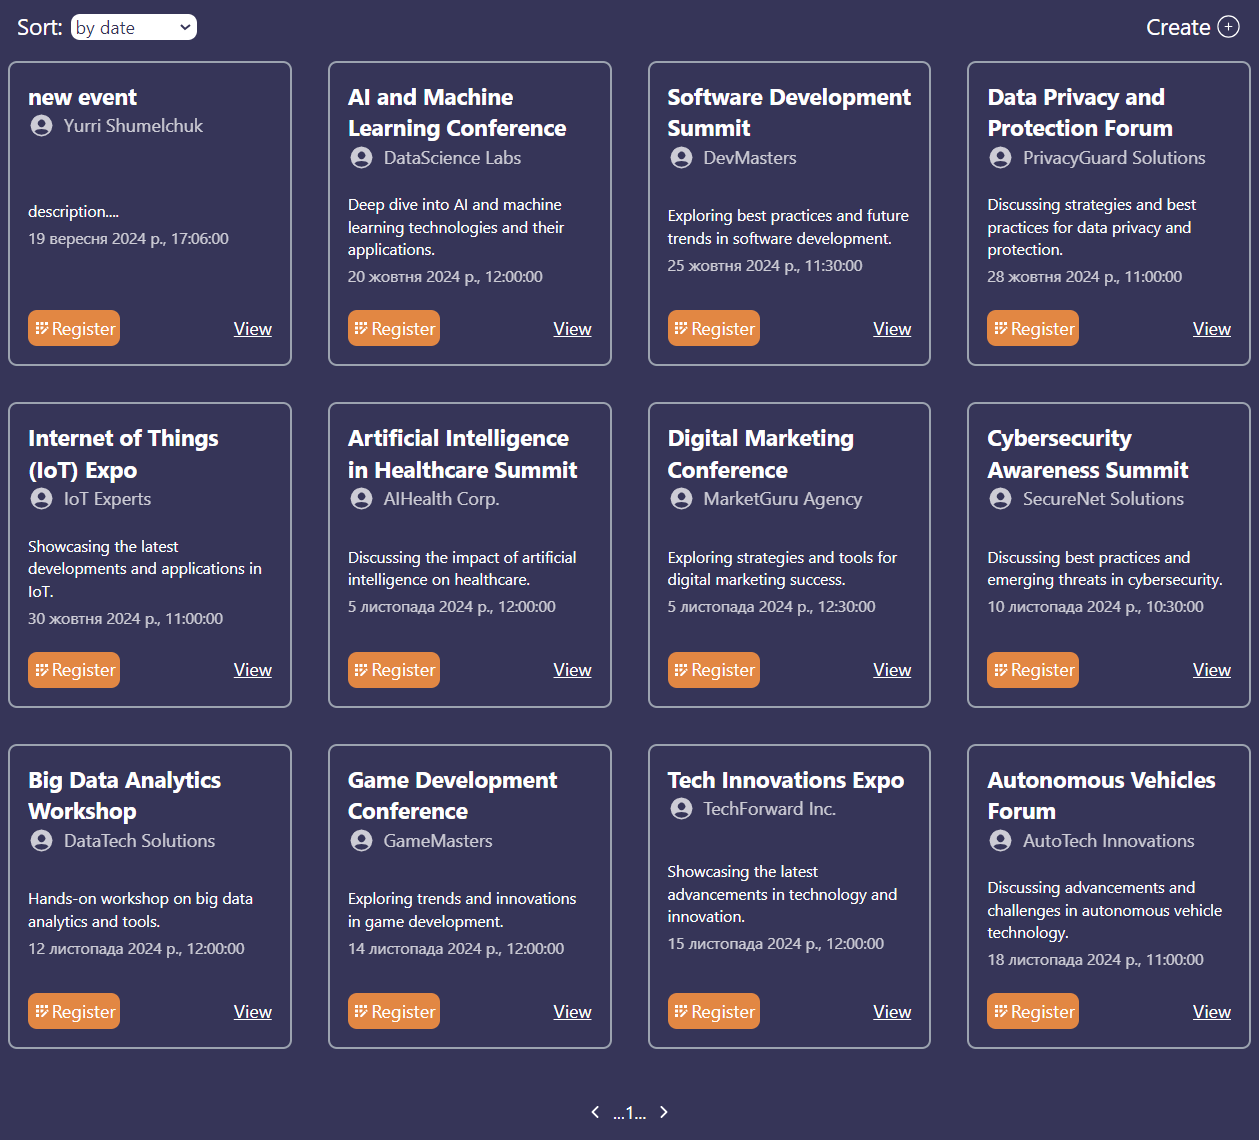 Sort: by date
Create
new event
Yurri Shumelchuk
description....
19 вересня 2024 р., 17:06:00
Register
View
AI and Machine
Learning Conference
DataScience Labs
Deep dive into AI and machine
learning technologies and their
applications.
20 жовтня 2024 р., 12:00:00
Register
View
Software Development
Summit
DevMasters
Exploring best practices and future
trends in software development.
25 жовтня 2024 р., 11:30:00
Register
View
Data Privacy and
Protection Forum
PrivacyGuard Solutions
Discussing strategies and best
practices for data privacy and
protection.
28 жовтня 2024 р., 11:00:00
Register
View
Internet of Things
(IoT) Expo
IoT Experts
Showcasing the latest
developments and applications in
IoT.
30 жовтня 2024 р., 11:00:00
Register
View
Artificial Intelligence
in Healthcare Summit
AIHealth Corp.
Discussing the impact of artificial
intelligence on healthcare.
5 листопада 2024 р., 12:00:00
Register
View
Digital Marketing
Conference
MarketGuru Agency
Exploring strategies and tools for
digital marketing success.
5 листопада 2024 р., 12:30:00
Register
View
Cybersecurity
Awareness Summit
SecureNet Solutions
Discussing best practices and
emerging threats in cybersecurity.
10 листопада 2024 р., 10:30:00
Register
View
Big Data Analytics
Workshop
DataTech Solutions
Hands-on workshop on big data
analytics and tools.
12 листопада 2024 р., 12:00:00
Register
View
Game Development
Conference
GameMasters
Exploring trends and innovations
in game development.
14 листопада 2024 р., 12:00:00
Register
View
Tech Innovations Expo
TechForward Inc.
Showcasing the latest
advancements in technology and
innovation.
15 листопада 2024 р., 12:00:00
Register
View
Autonomous Vehicles
Forum
AutoTech Innovations
Discussing advancements and
challenges in autonomous vehicle
technology.
18 листопада 2024 р., 11:00:00
Register
View
...1...